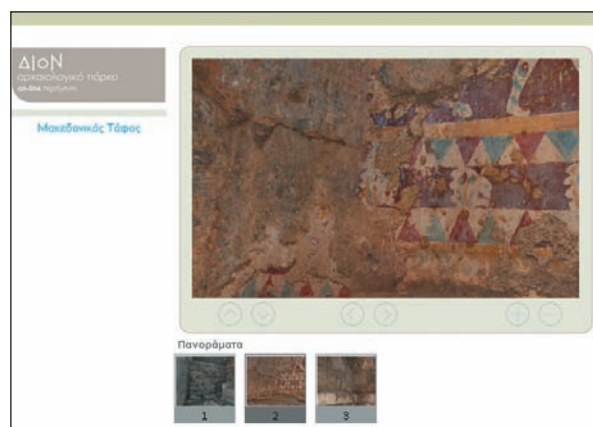 ΔΙΟΝ
αρχαιολογικό πάρκο
on-line περιήγηση
Μακεδονικός Τάφος
Πανοράματα
1
2
3